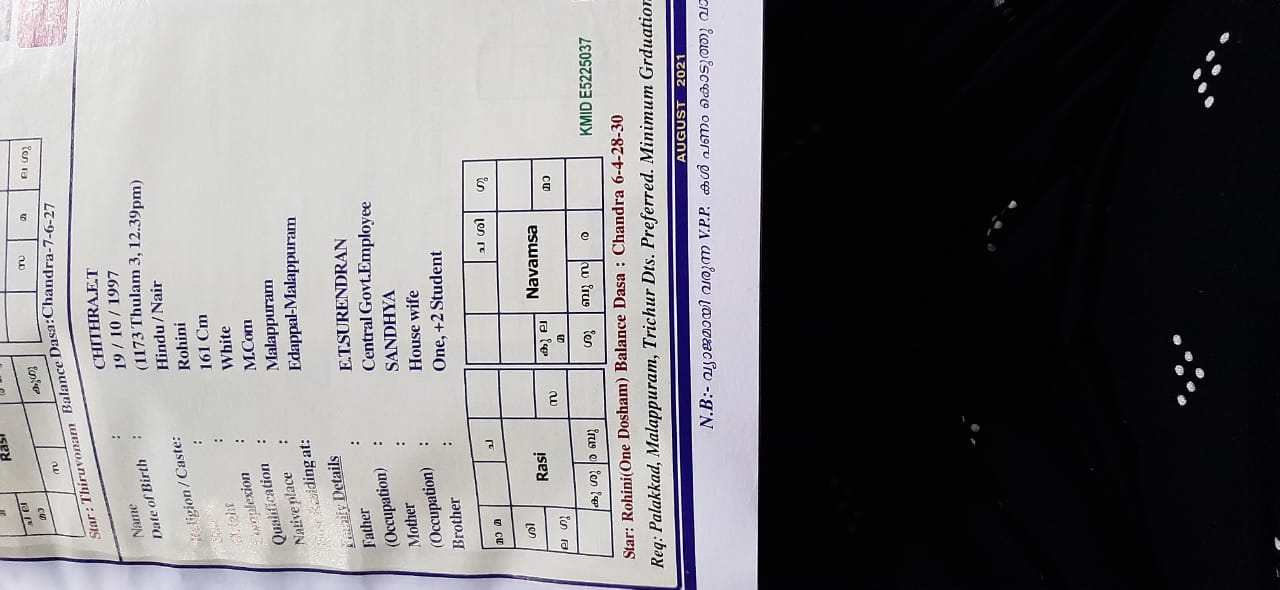 Rasi
ച ല
മാ
സ
കുഗു
സ
മ
ല ശു
Star : Thiruvonam Balance Dasa:Chandra-7-6-27
Name : CHITHRA.E.T
Date of Birth : 19 / 10 / 1997
(1173 Thulam 3, 12.39pm)
Religion / Caste: Hindu / Nair
: Rohini
Height : 161 Cm
Complexion : White
Qualification : M.Com
Native place : Malappuram
Residing at: Edappal-Malappuram
Family Details
Father : E.T.SURENDRAN
(Occupation) : Central Govt.Employee
Mother : SANDHYA
(Occupation) : House wife
Brother : One, +2 Student
മാ മ
ച
ശി
Rasi
സ
ല ഗു
കു ശു
ര ബു
ച ശി
ഗു
Navamsa
കു ല
മ
മാ
ശു
ബു സ
ര
KMID E5225037
Star: Rohini(One Dosham) Balance Dasa : Chandra 6-4-28-30
Req: Palakkad, Malappuram, Trichur Dts. Preferred. Minimum Grduation
AUGUST 2021
N.B:- വ്യാജമായി വരുന്ന V.P.P. കൾ പണം കൊടുത്തു വാ